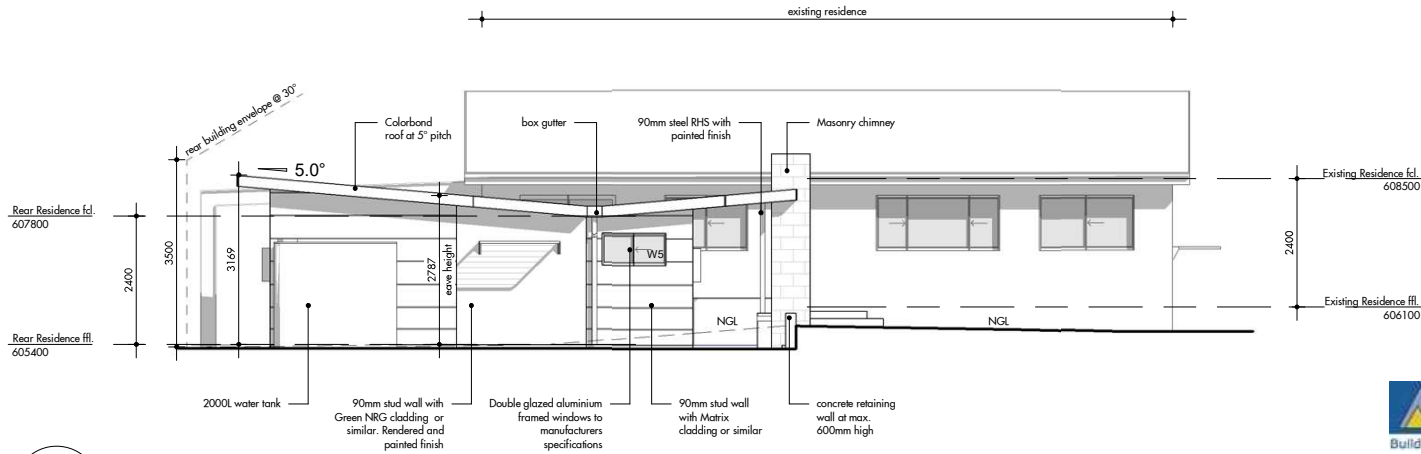 existing residence
rear building envelope @ 30°
Colorbond
roof at 5° pitch
box gutter
90mm steel RHS with
painted finish
Masonry chimney
5.0°
Existing Residence fcl.
608500
Rear Residence fcl.
607800
3500
3169
2400
2787
eave height
W5
2400
NGL
NGL
Existing Residence ffl.
606100
Rear Residence ffl.
605400
2000L water tank
90mm stud wall with
Green NRG cladding or
similar. Rendered and
painted finish
Double glazed aluminium
framed windows to
manufacturers
specifications
90mm stud wall
with Matrix
cladding or similar
concrete retaining
wall at max.
600mm high
Build